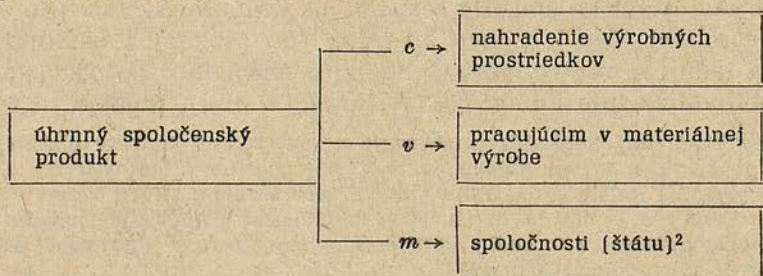 c → nahradenie výrobných
prostriedkov
úhrnný spoločenský
produkt
v → pracujúcim v materiálnej
výrobe
m → spoločnosti (štátu)²